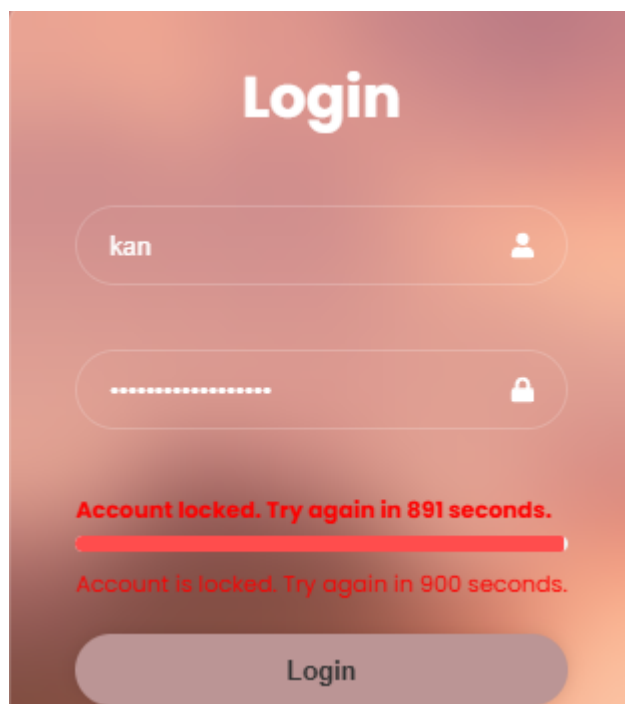 Login
kan
••••••••••••••••••
Account locked. Try again in 891 seconds.
Account is locked. Try again in 900 seconds.
Login